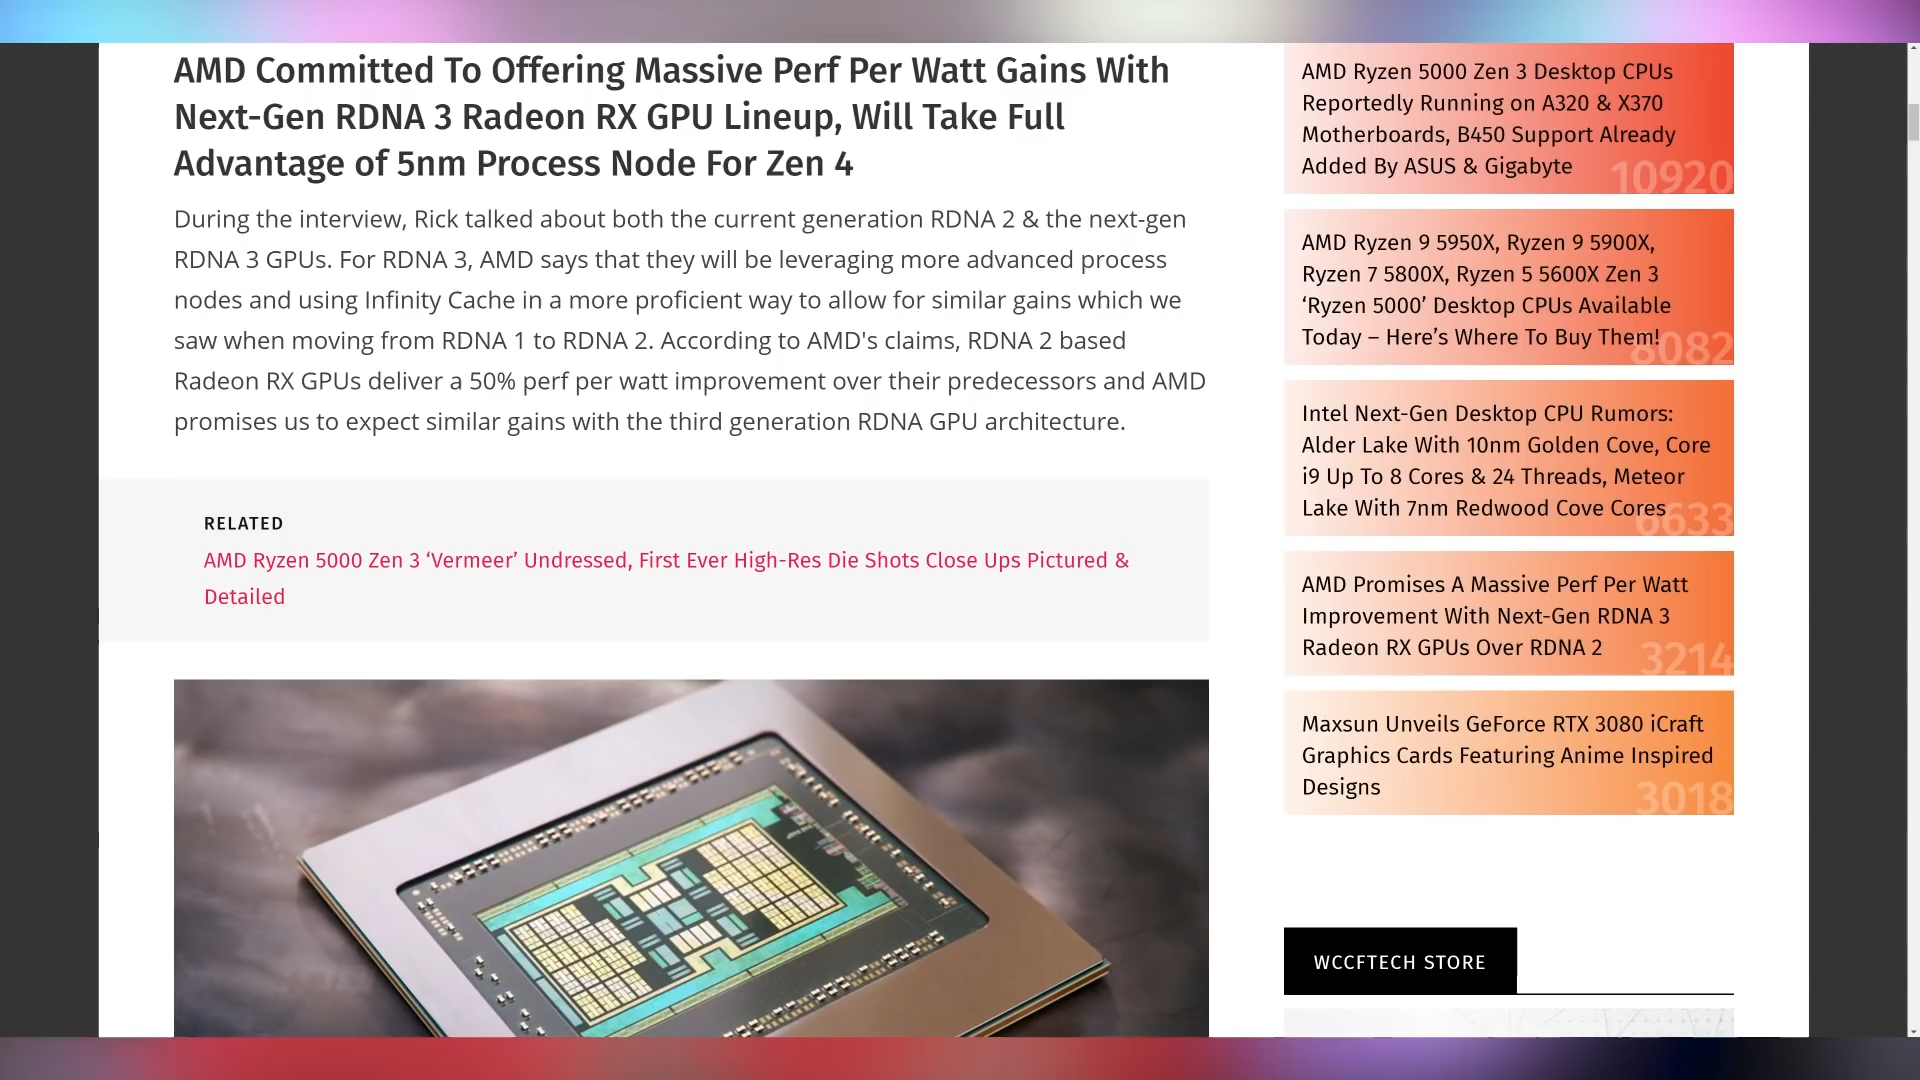 AMD Committed To Offering Massive Perf Per Watt Gains With
Next-Gen RDNA 3 Radeon RX GPU Lineup, Will Take Full
Advantage of 5nm Process Node For Zen 4
During the interview, Rick talked about both the current generation RDNA 2 & the next-gen
RDNA 3 GPUs. For RDNA 3, AMD says that they will be leveraging more advanced process
nodes and using Infinity Cache in a more proficient way to allow for similar gains which we
saw when moving from RDNA 1 to RDNA 2. According to AMD's claims, RDNA 2 based
Radeon RX GPUs deliver a 50% perf per watt improvement over their predecessors and AMD
promises us to expect similar gains with the third generation RDNA GPU architecture.
RELATED
AMD Ryzen 5000 Zen 3 ‘Vermeer’ Undressed, First Ever High-Res Die Shots Close Ups Pictured &
Detailed
AMD Ryzen 5000 Zen 3 Desktop CPUs
Reportedly Running on A320 & X370
Motherboards, B450 Support Already
Added By ASUS & Gigabyte
10920
AMD Ryzen 9 5950X, Ryzen 9 5900X,
Ryzen 7 5800X, Ryzen 5 5600X Zen 3
‘Ryzen 5000’ Desktop CPUs Available
Today – Here’s Where To Buy Them!
8082
Intel Next-Gen Desktop CPU Rumors:
Alder Lake With 10nm Golden Cove, Core
i9 Up To 8 Cores & 24 Threads, Meteor
Lake With 7nm Redwood Cove Cores
6633
AMD Promises A Massive Perf Per Watt
Improvement With Next-Gen RDNA 3
Radeon RX GPUs Over RDNA 2
3214
Maxsun Unveils GeForce RTX 3080 iCraft
Graphics Cards Featuring Anime Inspired
Designs
3018
WCCFTECH STORE